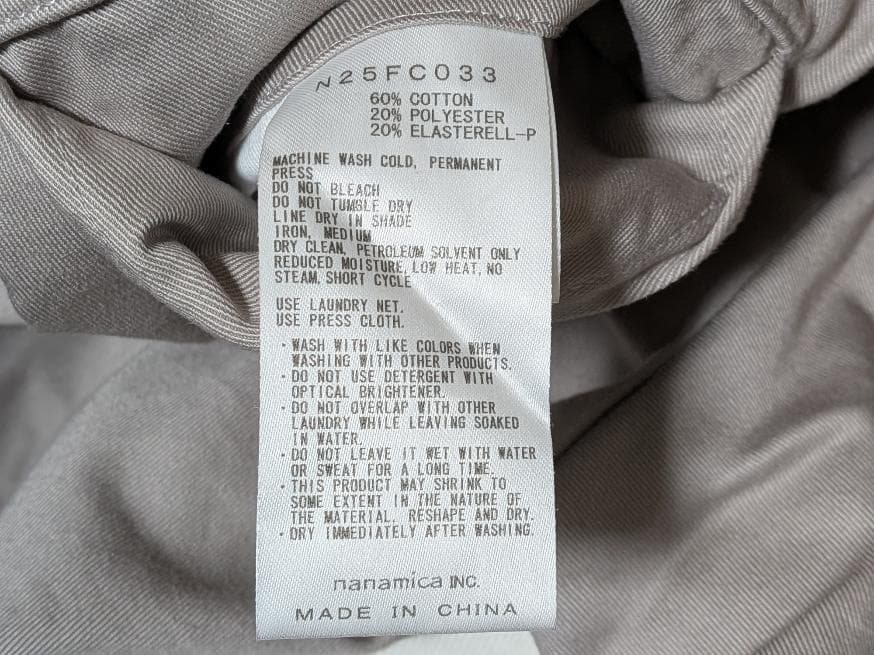 N25FC033
60% COTTON
20% POLYESTER
20% ELASTERELL-P
MACHINE WASH COLD, PERMANENT
PRESS
DO NOT BLEACH
DO NOT TUMBLE DRY
LINE DRY IN SHADE
IRON, MEDIUM
DRY CLEAN, PETROLEUM SOLVENT ONLY
REDUCED MOISTURE, LOW HEAT, NO
STEAM, SHORT CYCLE
USE LAUNDRY NET.
USE PRESS CLOTH.
・WASH WITH LIKE COLORS WHEN
WASHING WITH OTHER PRODUCTS.
・DO NOT USE DETERGENT WITH
OPTICAL BRIGHTENER.
・DO NOT OVERLAP WITH OTHER
LAUNDRY WHILE LEAVING SOAKED
IN WATER.
・DO NOT LEAVE IT WET WITH WATER
OR SWEAT FOR A LONG TIME.
・THIS PRODUCT MAY SHRINK TO
SOME EXTENT IN THE NATURE OF
THE MATERIAL. RESHAPE AND DRY.
・DRY IMMEDIATELY AFTER WASHING.
nanamica INC.
MADE IN CHINA